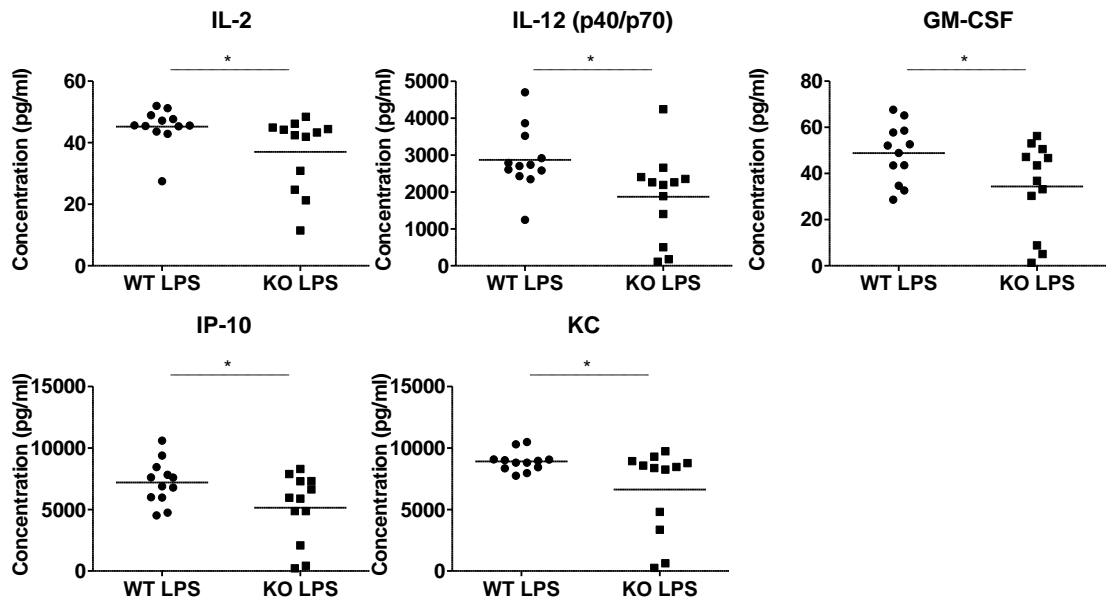 IL-2
IL-12 (p40/p70)
GM-CSF
Concentration (pg/ml)
60
40
20
0
*
WT LPS
KO LPS
Concentration (pg/ml)
5000
4000
3000
2000
1000
0
*
WT LPS
KO LPS
Concentration (pg/ml)
80
60
40
20
0
*
WT LPS
KO LPS
IP-10
KC
Concentration (pg/ml)
15000
10000
5000
0
*
WT LPS
KO LPS
Concentration (pg/ml)
15000
10000
5000
0
*
WT LPS
KO LPS